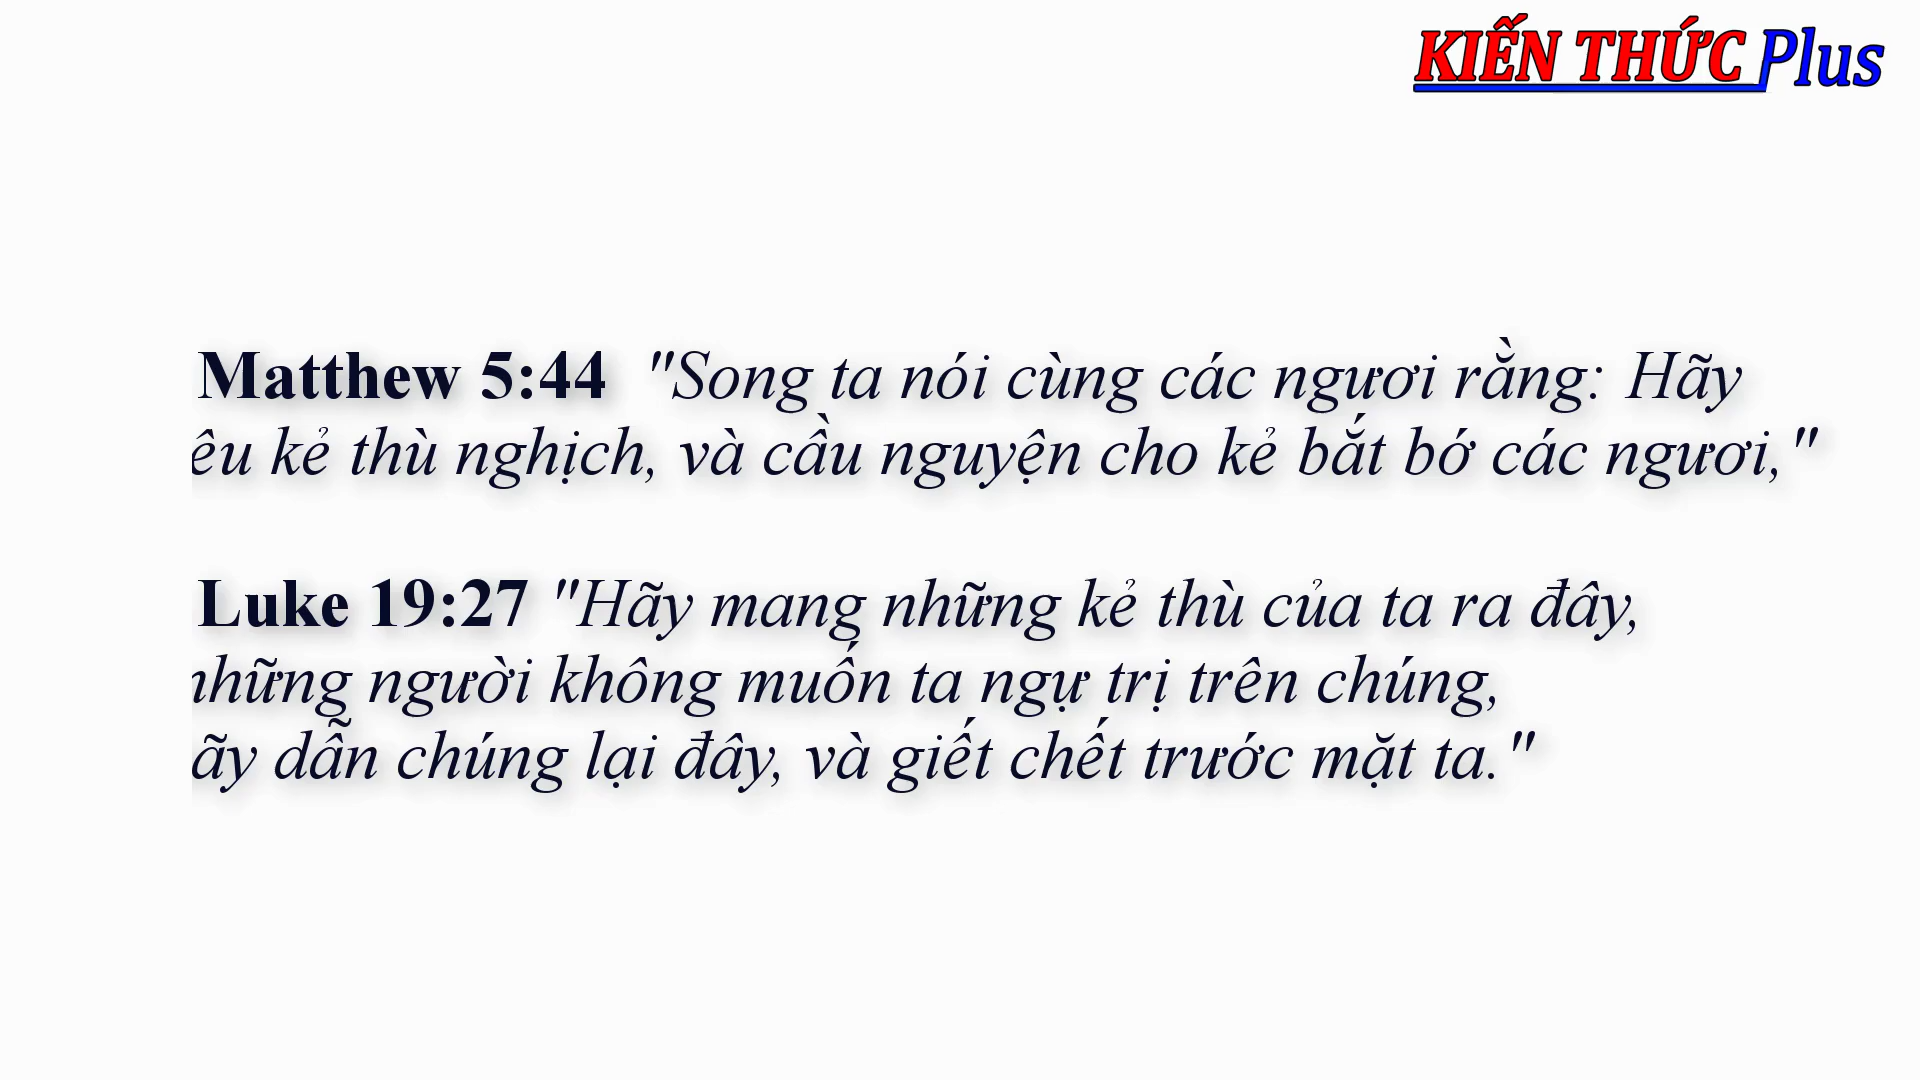 KIẾN THỨC Plus
Matthew 5:44 "Song ta nói cùng các ngươi rằng: Hãy
êu kẻ thù nghịch, và cầu nguyện cho kẻ bắt bớ các ngươi,"
Luke 19:27 "Hãy mang những kẻ thù của ta ra đây,
những người không muốn ta ngự trị trên chúng,
ãy dẫn chúng lại đây, và giết chết trước mặt ta."